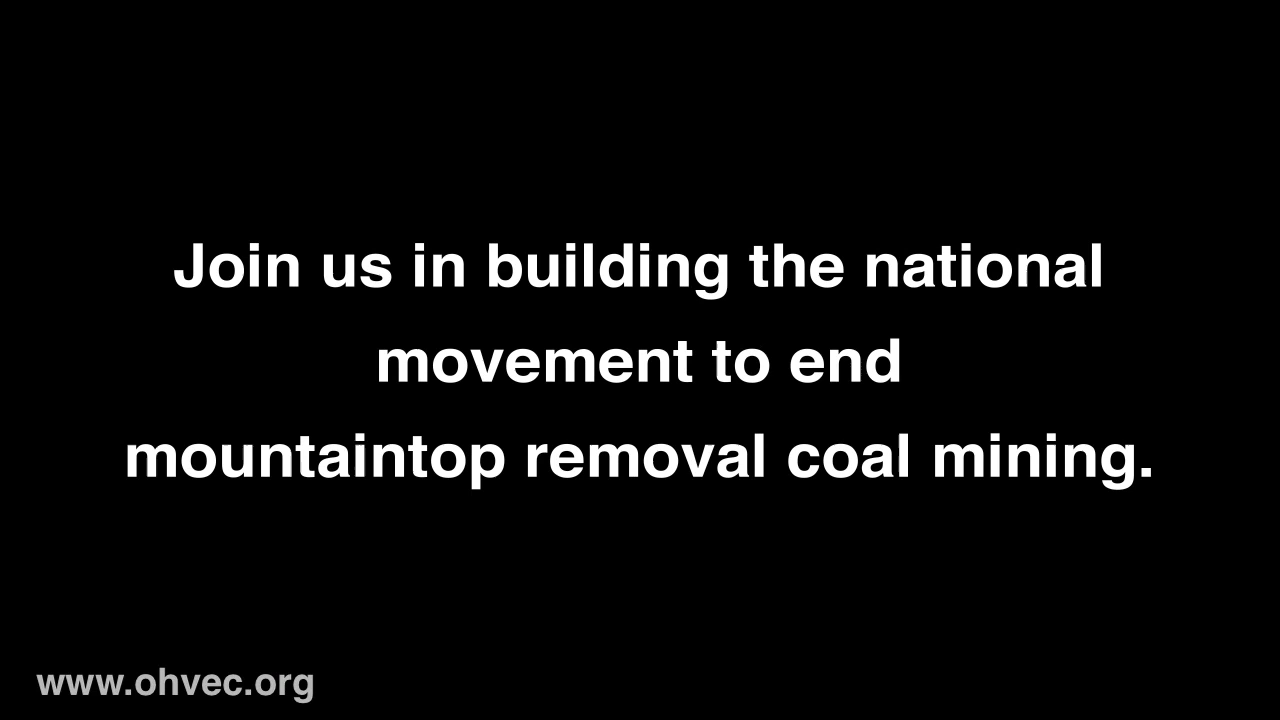 Join us in building the national
movement to end
mountaintop removal coal mining.
www.ohvec.org